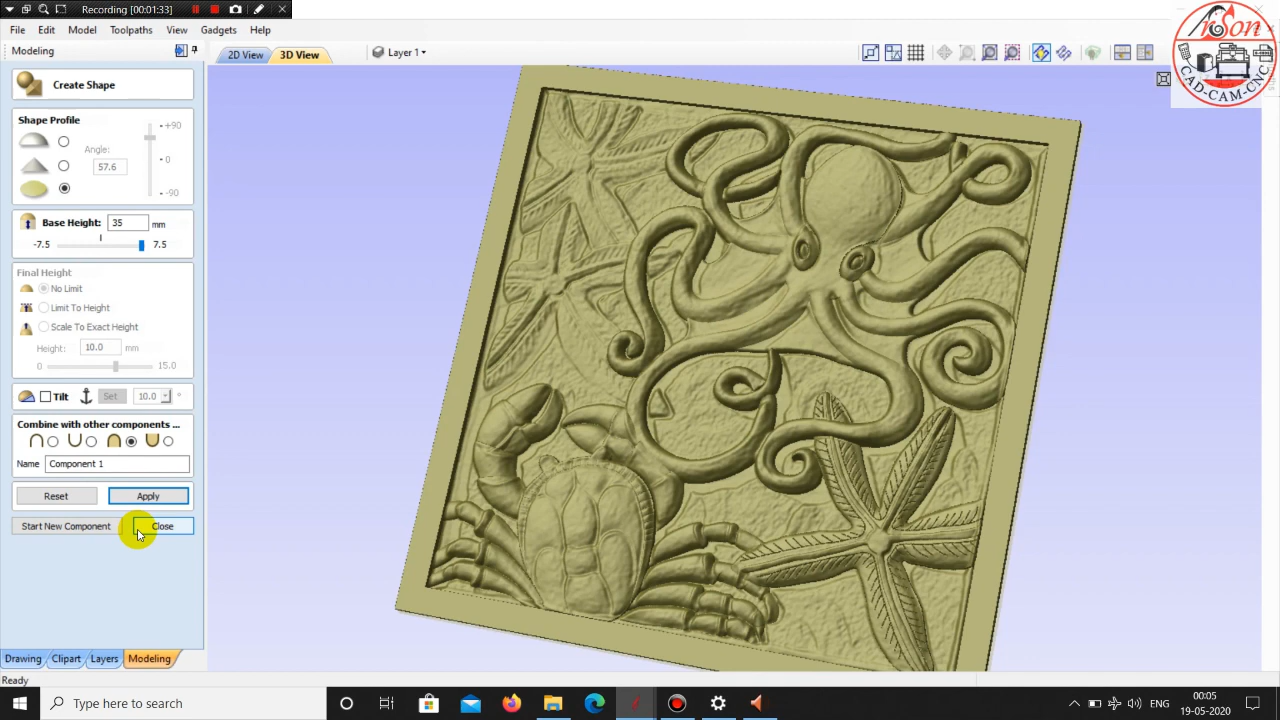 Recording [00:01:33]
File Edit Model Toolpaths View Gadgets Help
Modeling
2D View 3D View Layer 1
Create Shape
Shape Profile
+90
Angle:
0
57.6
-90
Base Height: 35 mm
-7.5 7.5
Final Height
No Limit
Limit To Height
Scale To Exact Height
Height: 10.0 mm
0 15.0
Tilt Set 10.0 °
Combine with other components ...
Name Component 1
Reset Apply
Start New Component Close
Drawing Clipart Layers Modeling
Ready
Type here to search
ENG
00:05
19-05-2020
CAD-CAM-CNC